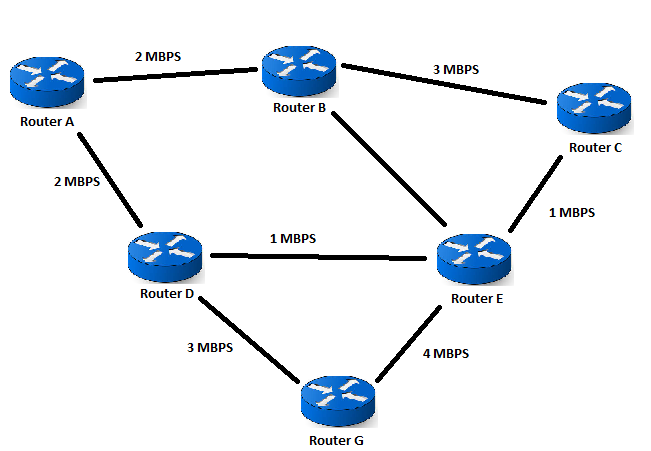 2 MBPS
3 MBPS
Router A
Router B
Router C
2 MBPS
1 MBPS
1 MBPS
Router D
Router E
3 MBPS
4 MBPS
Router G